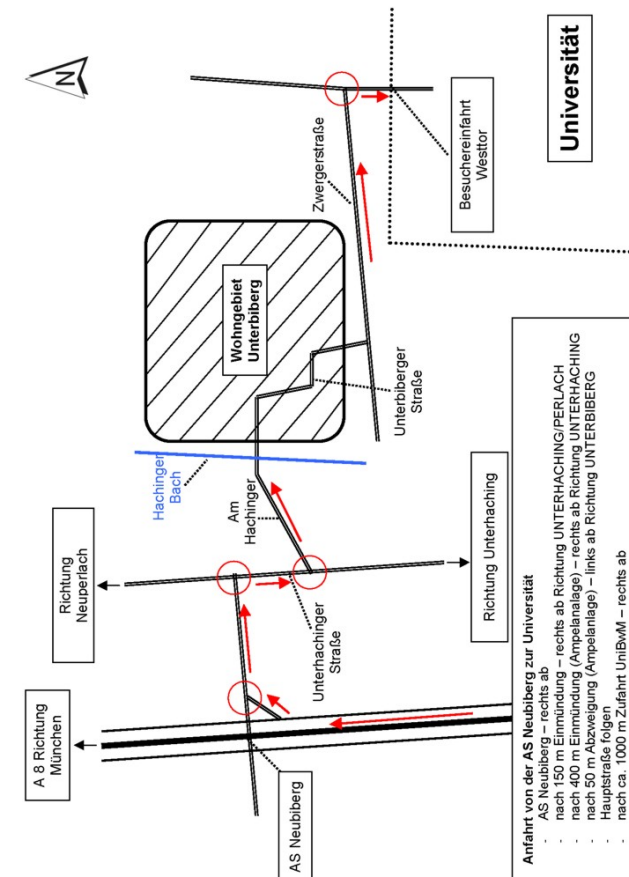 N
A 8 Richtung
München
Richtung
Neuperlach
Hachinger
Bach
Wohngebiet
Unterbiberg
Zwergerstraße
Besuchereinfahrt
Westtor
Universität
AS Neubiberg
Unterhachinger
Straße
Am
Hachinger
Unterbiberger
Straße
Richtung Unterhaching
Anfahrt von der AS Neubiberg zur Universität
- AS Neubiberg – rechts ab
- nach 150 m Einmündung – rechts ab Richtung UNTERHACHING/PERLACH
- nach 400 m Einmündung (Ampelanalage) – rechts ab Richtung UNTERHACHING
- nach 50 m Abzweigung (Ampelanlage) – links ab Richtung UNTERBIBERG
- Hauptstraße folgen
- nach ca. 1000 m Zufahrt UniBwM – rechts ab